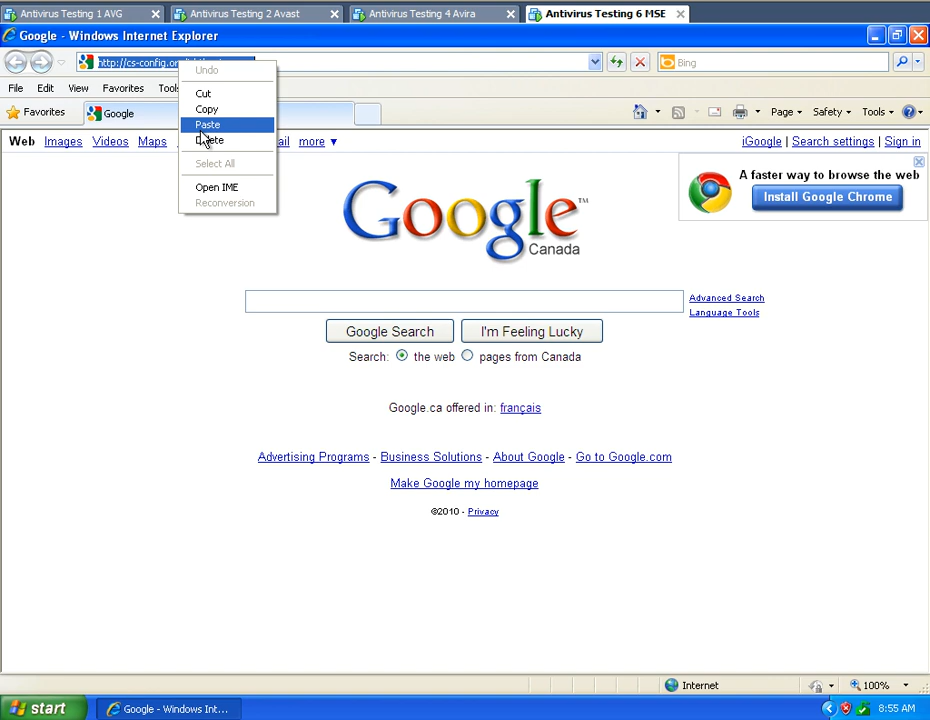 Antivirus Testing 1 AVG
Antivirus Testing 2 Avast
Antivirus Testing 4 Avira
Antivirus Testing 6 MSE
Google - Windows Internet Explorer
Bing
File Edit View Favorites Tools
Undo
Cut
Copy
Paste
Delete
Select All
Open IME
Reconversion
Favorites
Google
Page Safety Tools
Web Images Videos Maps more
iGoogle | Search settings | Sign in
A faster way to browse the web
Install Google Chrome
Google™
Canada
Advanced Search
Language Tools
Google Search I'm Feeling Lucky
Search: the web pages from Canada
Google.ca offered in: français
Advertising Programs - Business Solutions - About Google - Go to Google.com
Make Google my homepage
©2010 - Privacy
Internet
100%
start
Google - Windows Int...
8:55 AM